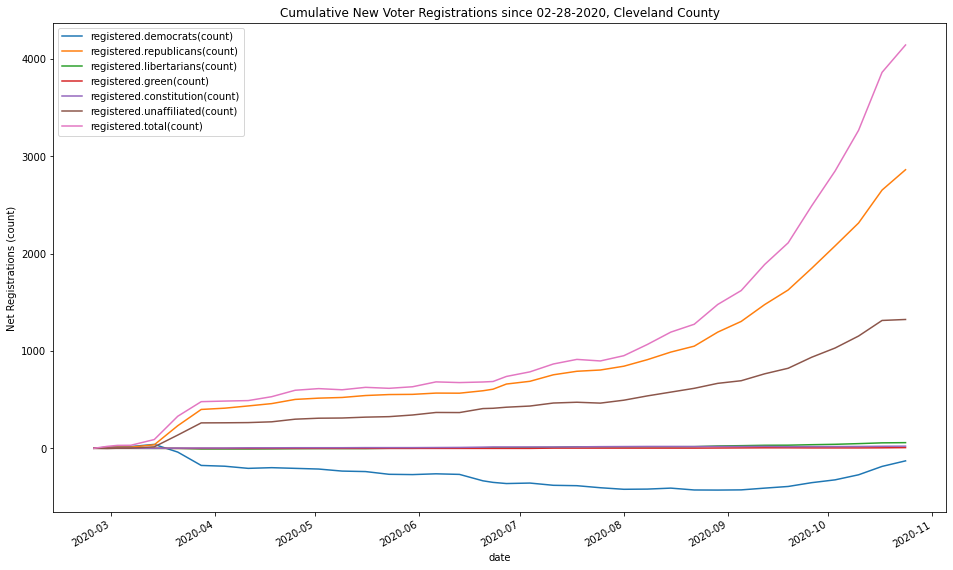 Cumulative New Voter Registrations since 02-28-2020, Cleveland County
registered.democrats(count)
registered.republicans(count)
registered.libertarians(count)
registered.green(count)
registered.constitution(count)
registered.unaffiliated(count)
registered.total(count)
Net Registrations (count)
4000
3000
2000
1000
0
2020-03
2020-04
2020-05
2020-06
2020-07
2020-08
2020-09
2020-10
2020-11
date